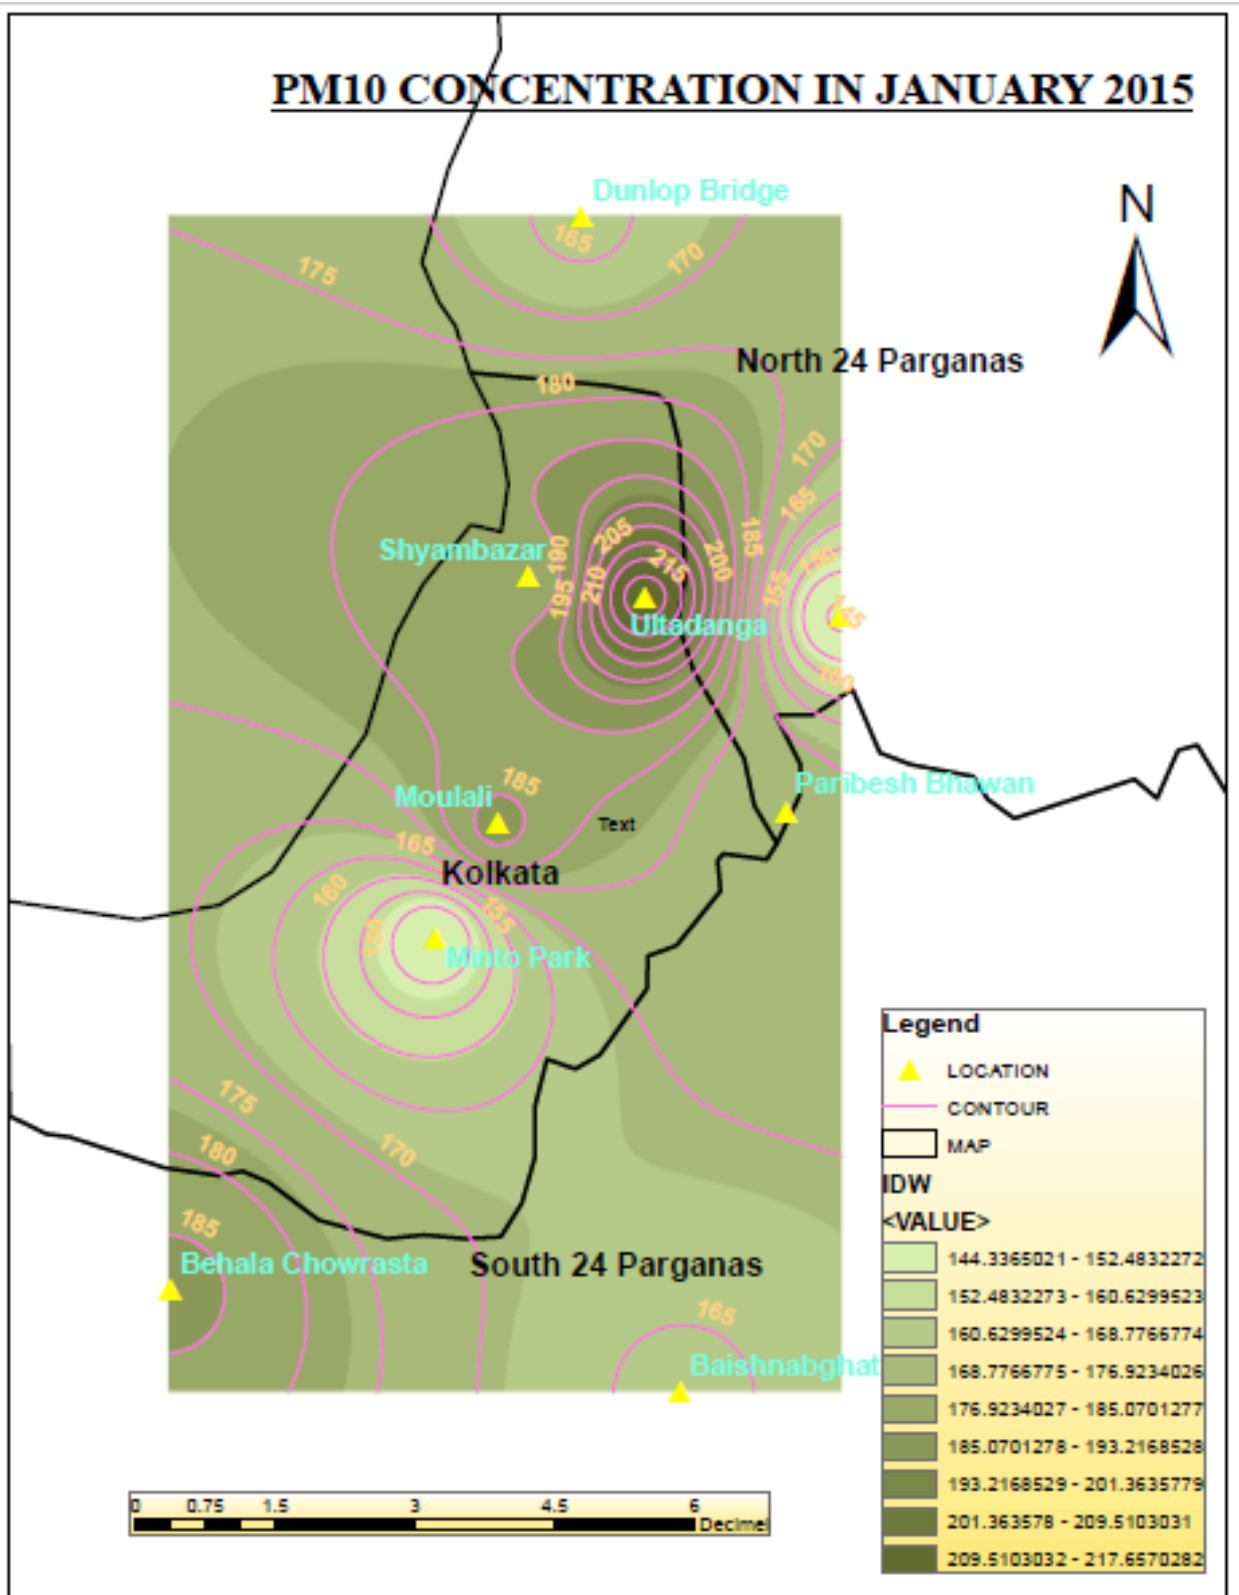 PM10 CONCENTRATION IN JANUARY 2015
Dunlop Bridge
165
N
170
175
North 24 Parganas
180
170
165
205
185
Shyambazar
190
200
150
215
195
210
155
145
Ultadanga
160
185
Paribesh Bhawan
Moulali
Text
165
Kolkata
160
155
150
Minto Park
Legend
LOCATION
CONTOUR
MAP
IDW
<VALUE>
144.3365021 - 152.4832272
152.4832273 - 160.6299523
160.6299524 - 168.7766774
168.7766775 - 176.9234026
176.9234027 - 185.0701277
185.0701278 - 193.2168528
193.2168529 - 201.3635779
201.363578 - 209.5103031
209.5103032 - 217.6570282
175
180
170
185
Behala Chowrasta
South 24 Parganas
165
Baishnabghat
0 0.75 1.5 3 4.5 6
Decimel